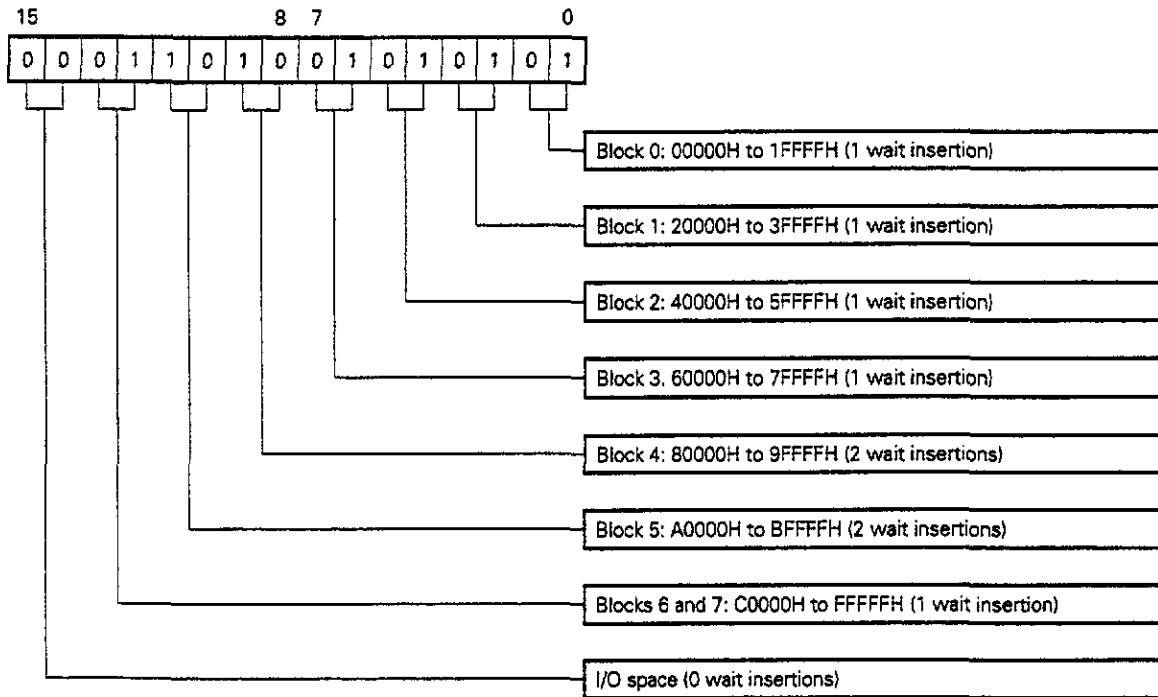 15 8 7 0
0 0 0 1 1 0 1 0 0 1 0 1 0 1 0 1
Block 0: 00000H to 1FFFFH (1 wait insertion)
Block 1: 20000H to 3FFFFH (1 wait insertion)
Block 2: 40000H to 5FFFFH (1 wait insertion)
Block 3. 60000H to 7FFFFH (1 wait insertion)
Block 4: 80000H to 9FFFFH (2 wait insertions)
Block 5: A0000H to BFFFFH (2 wait insertions)
Blocks 6 and 7: C0000H to FFFFFH (1 wait insertion)
I/O space (0 wait insertions)